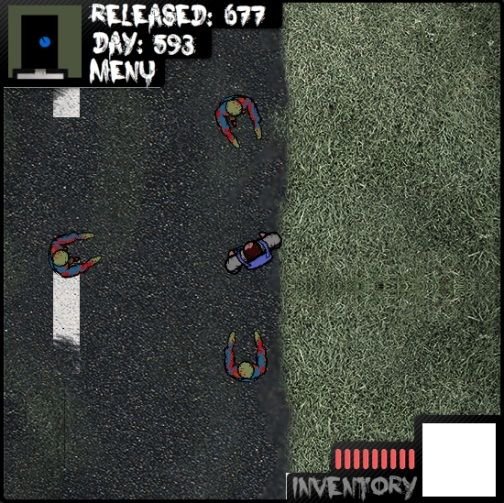 RELEASED: 677
DAY: 593
MENU
INVENTORY